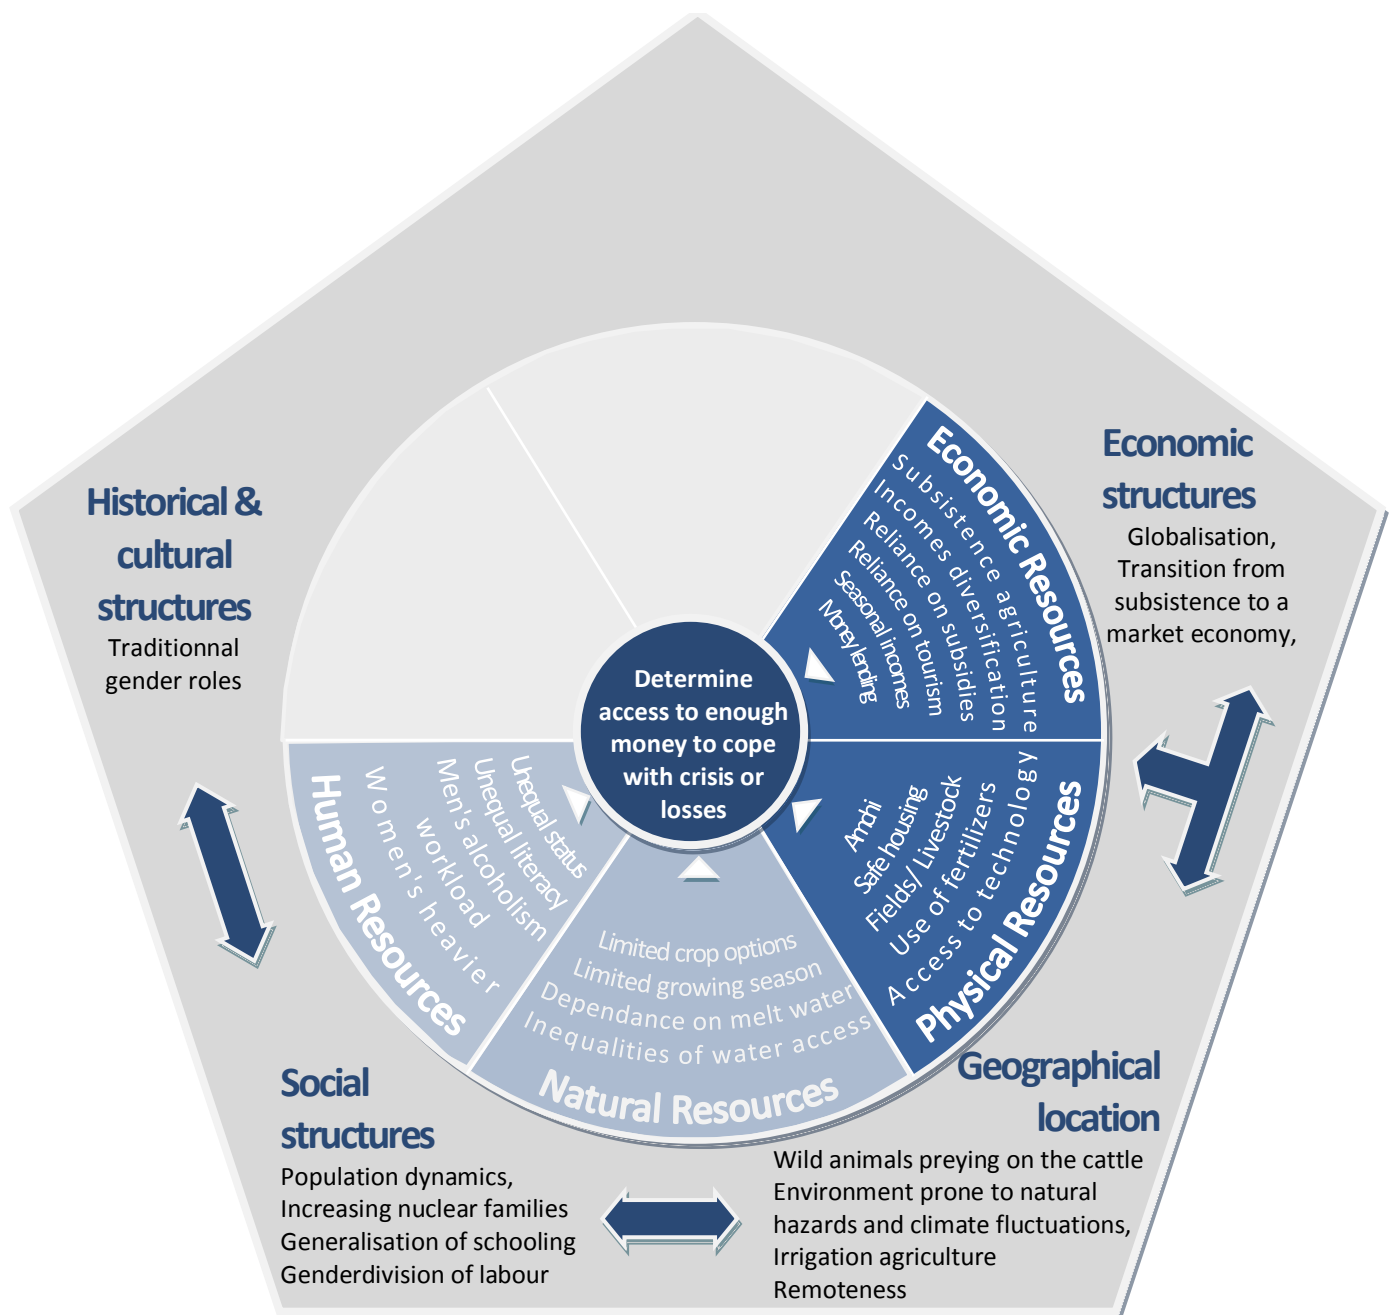 Historical &
cultural
structures
Traditionnal
gender roles
Economic
structures
Globalisation,
Transition from
subsistence to a
market economy,
Economic Resources
Subsistence agriculture
Incomes diversification
Reliance on subsidies
Reliance on tourism
Seasonal incomes
Money lending
Determine
access to enough
money to cope
with crisis or
losses
Amchi
Safe housing
Fields/ Livestock
Use of fertilizers
Access to technology
Physical Resources
Unequal status
Unequal literacy
Men's alcoholism
workload
Women's heavier
Human Resources
Limited crop options
Limited growing season
Dependance on melt water
Inequalities of water access
Natural Resources
Social
structures
Population dynamics,
Increasing nuclear families
Generalisation of schooling
Genderdivision of labour
Geographical
location
Wild animals preying on the cattle
Environment prone to natural
hazards and climate fluctuations,
Irrigation agriculture
Remoteness